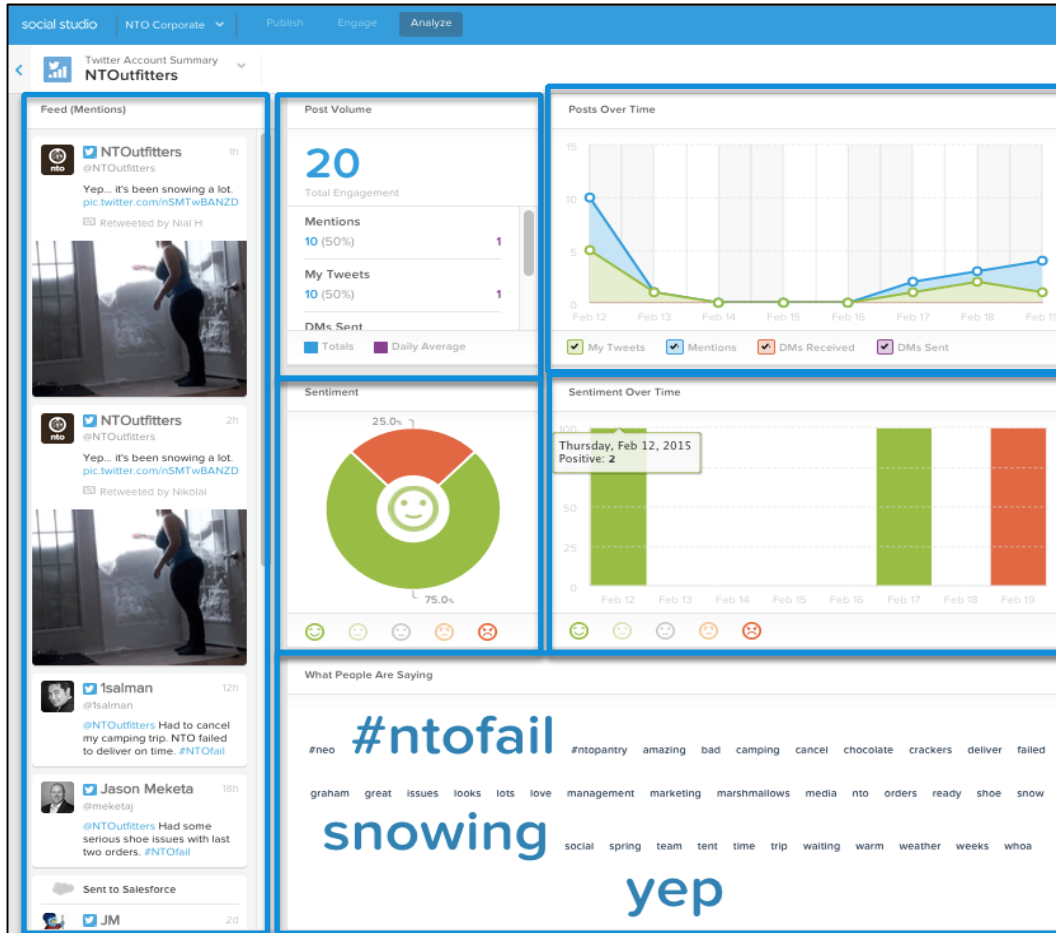 social studio
NTO Corporate
Publish
Engage
Analyze
Twitter Account Summary
NTOutfitters
Feed (Mentions)
NTOutfitters 1h
@NTOutfitters
Yep... it's been snowing a lot.
pic.twitter.com/nSMTwBANZD
Retweeted by Nial H
NTOutfitters 2h
@NTOutfitters
Yep... it's been snowing a lot.
pic.twitter.com/nSMTwBANZD
Retweeted by Nikolai
1salman 12h
@1salman
@NTOutfitters Had to cancel
my camping trip. NTO failed
to deliver on time. #NTOfail
Jason Meketa 18h
@meketaj
@NTOutfitters Had some
serious shoe issues with last
two orders. #NTOfail
Sent to Salesforce
JM 2d
Post Volume
20
Total Engagement
Mentions
10 (50%) 1
My Tweets
10 (50%) 1
DMs Sent
Totals Daily Average
Posts Over Time
15
10
5
0
Feb 12 Feb 13 Feb 14 Feb 15 Feb 16 Feb 17 Feb 18 Feb 19
My Tweets Mentions DMs Received DMs Sent
Sentiment
25.0%
75.0%
Sentiment Over Time
100
Thursday, Feb 12, 2015
Positive: 2
50
25
0
Feb 12 Feb 13 Feb 14 Feb 15 Feb 16 Feb 17 Feb 18 Feb 19
What People Are Saying
#neo #ntofail #ntopantry amazing bad camping cancel chocolate crackers deliver failed
graham great issues looks lots love management marketing marshmallows media nto orders ready shoe snow
snowing social spring team tent time trip waiting warm weather weeks whoa
yep